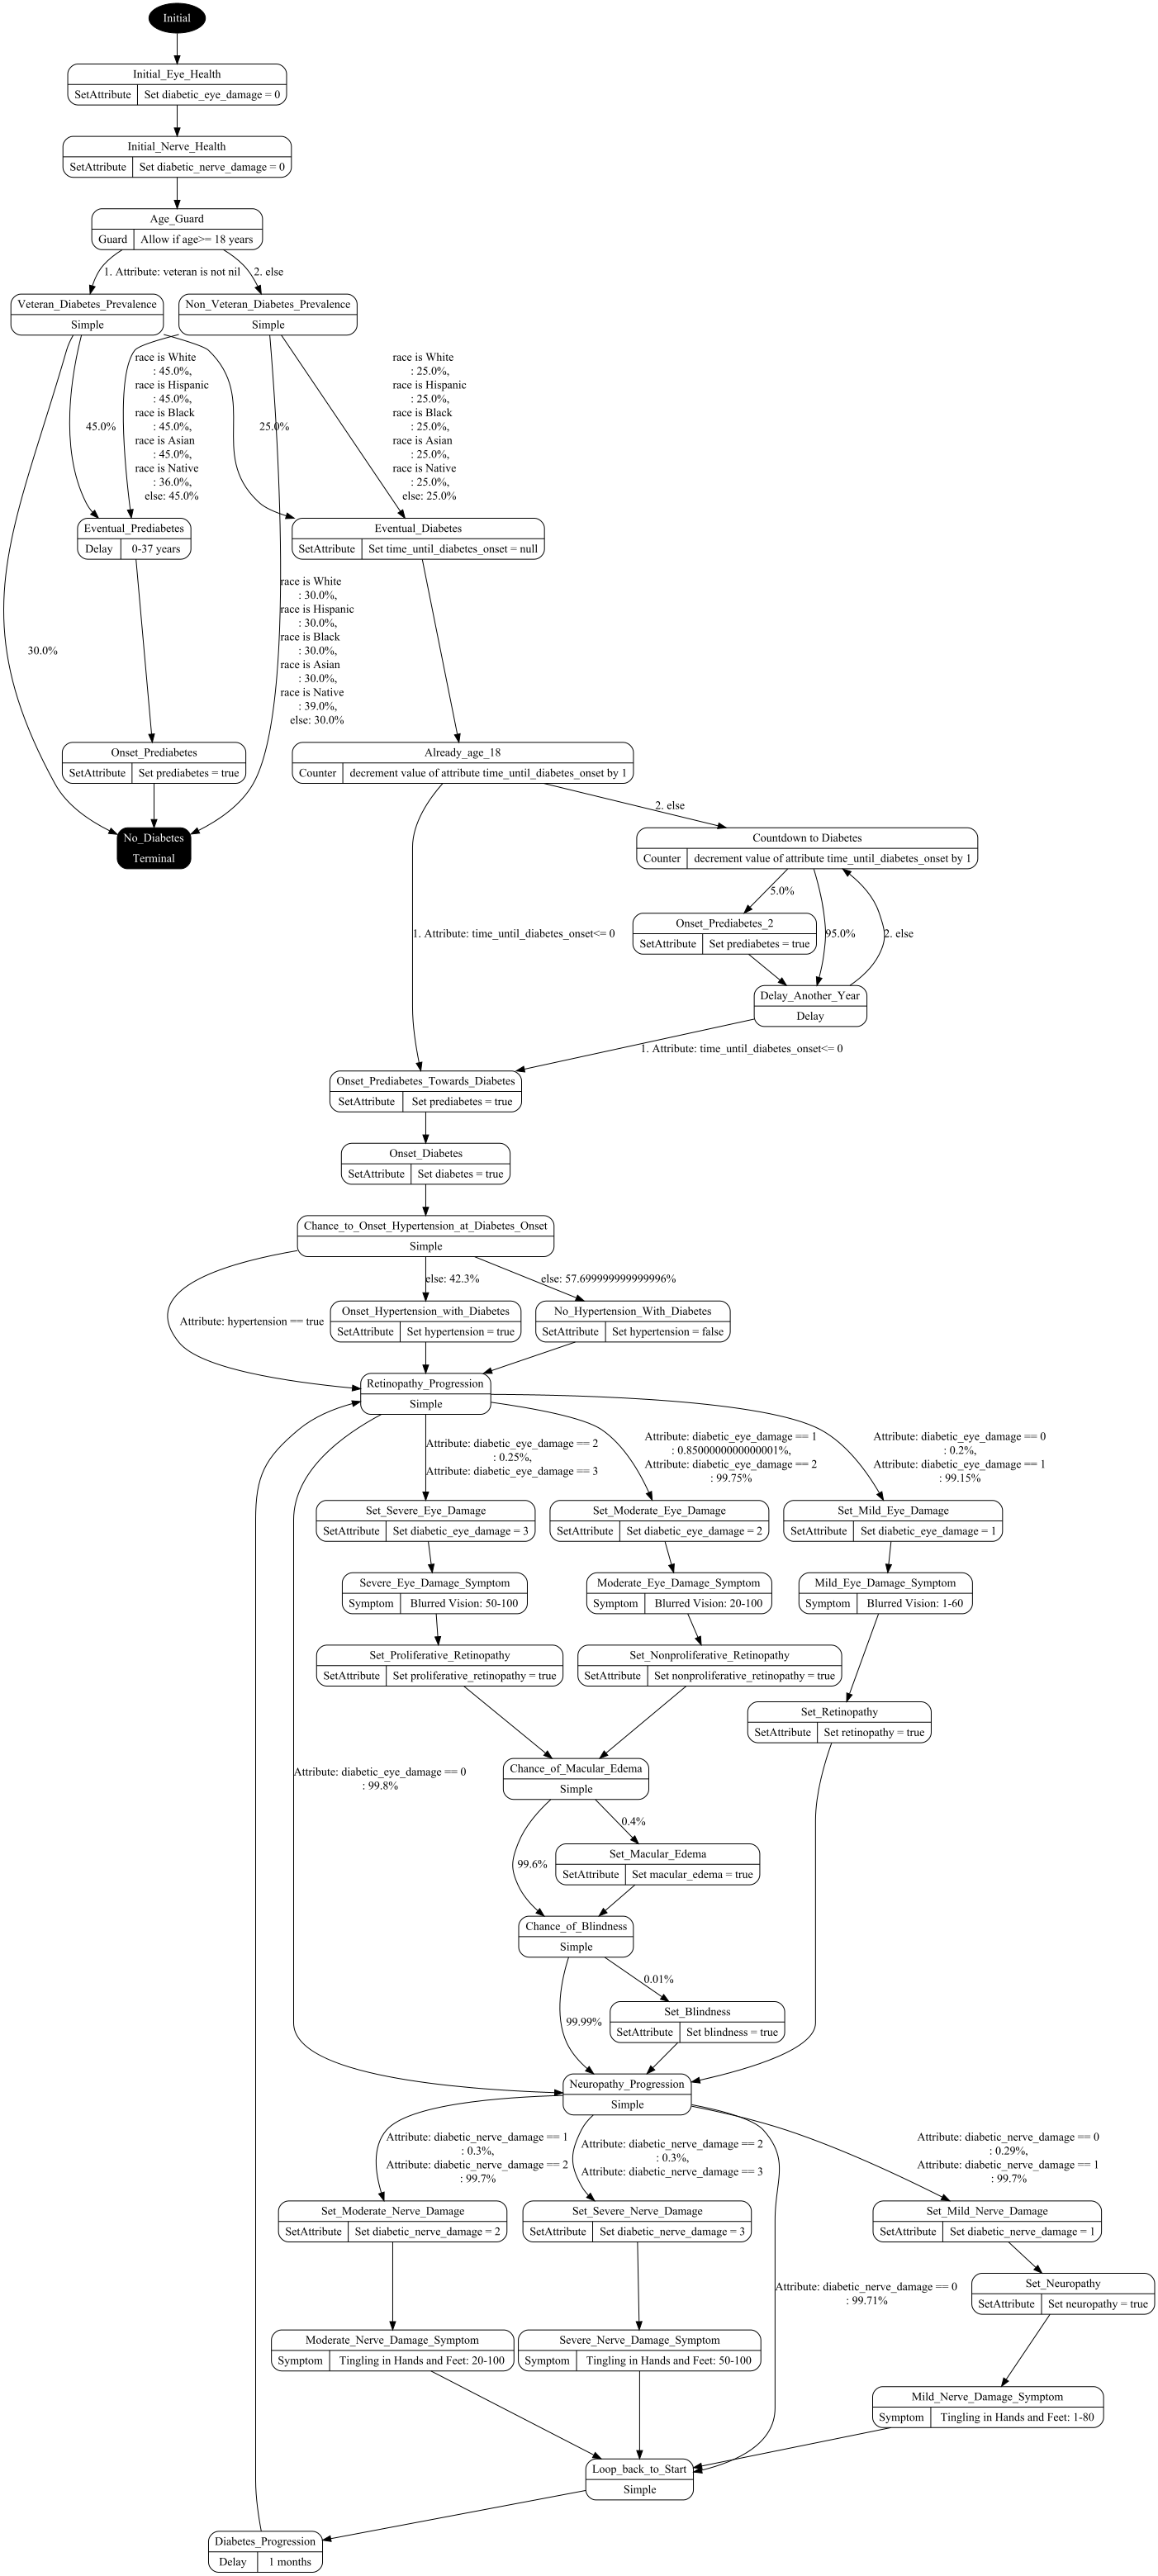 Initial
Initial_Eye_Health
SetAttribute Set diabetic_eye_damage = 0
Initial_Nerve_Health
SetAttribute Set diabetic_nerve_damage = 0
Age_Guard
Guard Allow if age>= 18 years
1. Attribute: veteran is not nil
2. else
Veteran_Diabetes_Prevalence
Simple
Non_Veteran_Diabetes_Prevalence
Simple
45.0%
race is White
: 45.0%,
race is Hispanic
: 45.0%,
race is Black
: 45.0%,
race is Asian
: 45.0%,
race is Native
: 36.0%,
else: 45.0%
25.0%
race is White
: 25.0%,
race is Hispanic
: 25.0%,
race is Black
: 25.0%,
race is Asian
: 25.0%,
race is Native
: 25.0%,
else: 25.0%
Eventual_Prediabetes
Delay 0-37 years
Eventual_Diabetes
SetAttribute Set time_until_diabetes_onset = null
30.0%
race is White
: 30.0%,
race is Hispanic
: 30.0%,
race is Black
: 30.0%,
race is Asian
: 30.0%,
race is Native
: 39.0%,
else: 30.0%
Onset_Prediabetes
SetAttribute Set prediabetes = true
Already_age_18
Counter decrement value of attribute time_until_diabetes_onset by 1
2. else
No_Diabetes
Terminal
Countdown to Diabetes
Counter decrement value of attribute time_until_diabetes_onset by 1
5.0%
Onset_Prediabetes_2
SetAttribute Set prediabetes = true
1. Attribute: time_until_diabetes_onset<= 0
95.0%
2. else
Delay_Another_Year
Delay
1. Attribute: time_until_diabetes_onset<= 0
Onset_Prediabetes_Towards_Diabetes
SetAttribute Set prediabetes = true
Onset_Diabetes
SetAttribute Set diabetes = true
Chance_to_Onset_Hypertension_at_Diabetes_Onset
Simple
else: 42.3%
else: 57.699999999999996%
Attribute: hypertension == true
Onset_Hypertension_with_Diabetes
SetAttribute Set hypertension = true
No_Hypertension_With_Diabetes
SetAttribute Set hypertension = false
Retinopathy_Progression
Simple
Attribute: diabetic_eye_damage == 2
: 0.25%,
Attribute: diabetic_eye_damage == 3
Attribute: diabetic_eye_damage == 1
: 0.8500000000000001%,
Attribute: diabetic_eye_damage == 2
: 99.75%
Attribute: diabetic_eye_damage == 0
: 0.2%,
Attribute: diabetic_eye_damage == 1
: 99.15%
Set_Severe_Eye_Damage
SetAttribute Set diabetic_eye_damage = 3
Set_Moderate_Eye_Damage
SetAttribute Set diabetic_eye_damage = 2
Set_Mild_Eye_Damage
SetAttribute Set diabetic_eye_damage = 1
Severe_Eye_Damage_Symptom
Symptom Blurred Vision: 50-100
Moderate_Eye_Damage_Symptom
Symptom Blurred Vision: 20-100
Mild_Eye_Damage_Symptom
Symptom Blurred Vision: 1-60
Set_Proliferative_Retinopathy
SetAttribute Set proliferative_retinopathy = true
Set_Nonproliferative_Retinopathy
SetAttribute Set nonproliferative_retinopathy = true
Set_Retinopathy
SetAttribute Set retinopathy = true
Attribute: diabetic_eye_damage == 0
: 99.8%
Chance_of_Macular_Edema
Simple
0.4%
99.6%
Set_Macular_Edema
SetAttribute Set macular_edema = true
Chance_of_Blindness
Simple
0.01%
99.99%
Set_Blindness
SetAttribute Set blindness = true
Neuropathy_Progression
Simple
Attribute: diabetic_nerve_damage == 1
: 0.3%,
Attribute: diabetic_nerve_damage == 2
: 99.7%
Attribute: diabetic_nerve_damage == 2
: 0.3%,
Attribute: diabetic_nerve_damage == 3
Attribute: diabetic_nerve_damage == 0
: 0.29%,
Attribute: diabetic_nerve_damage == 1
: 99.7%
Set_Moderate_Nerve_Damage
SetAttribute Set diabetic_nerve_damage = 2
Set_Severe_Nerve_Damage
SetAttribute Set diabetic_nerve_damage = 3
Set_Mild_Nerve_Damage
SetAttribute Set diabetic_nerve_damage = 1
Attribute: diabetic_nerve_damage == 0
: 99.71%
Set_Neuropathy
SetAttribute Set neuropathy = true
Moderate_Nerve_Damage_Symptom
Symptom Tingling in Hands and Feet: 20-100
Severe_Nerve_Damage_Symptom
Symptom Tingling in Hands and Feet: 50-100
Mild_Nerve_Damage_Symptom
Symptom Tingling in Hands and Feet: 1-80
Loop_back_to_Start
Simple
Diabetes_Progression
Delay 1 months